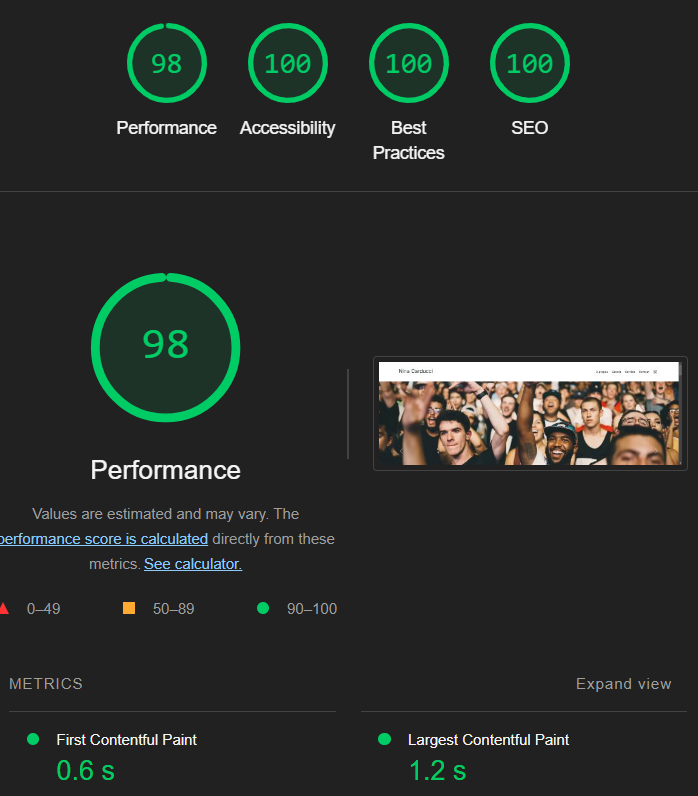 98 100 100 100
Performance Accessibility Best Practices SEO
98
Performance
Values are estimated and may vary. The
performance score is calculated directly from these
metrics. See calculator.
0–49 50–89 90–100
Nina Carducci
METRICS Expand view
First Contentful Paint Largest Contentful Paint
0.6 s 1.2 s